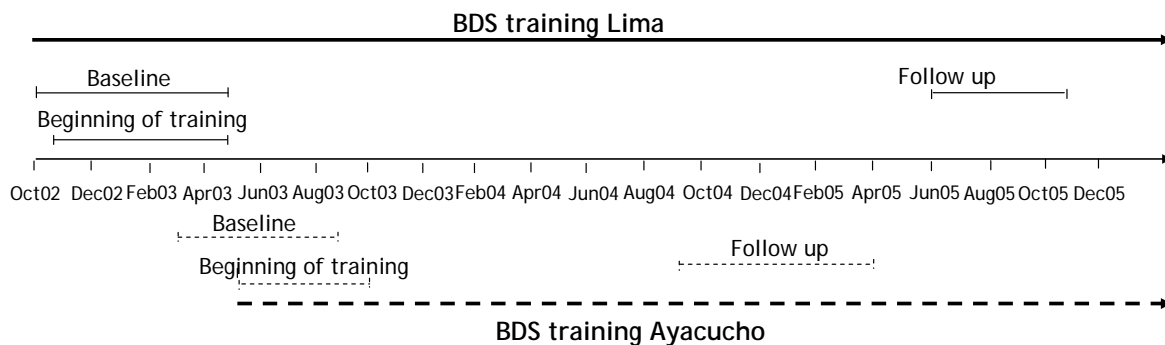 BDS training Lima
Baseline
Follow up
Beginning of training
Oct02 Dec02 Feb03 Apr03 Jun03 Aug03 Oct03 Dec03 Feb04 Apr04 Jun04 Aug04 Oct04 Dec04 Feb05 Apr05 Jun05 Aug05 Oct05 Dec05
Baseline
Follow up
Beginning of training
BDS training Ayacucho